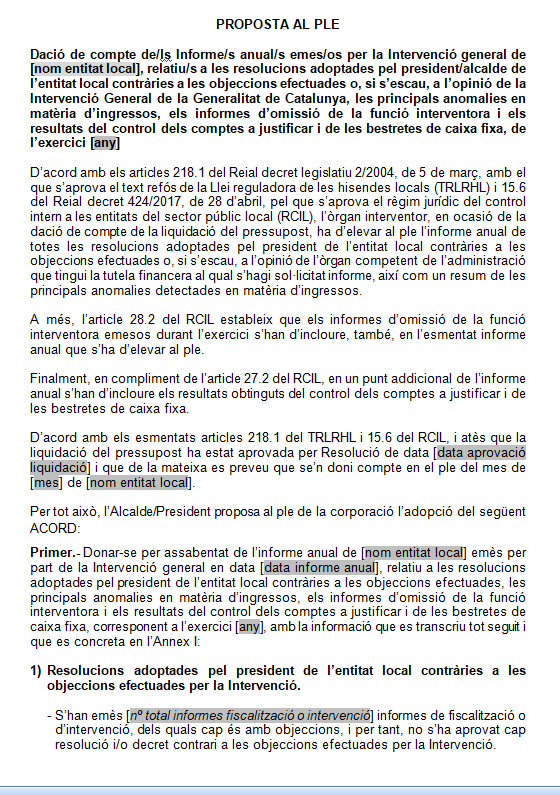 PROPOSTA AL PLE
Dació de compte de/ls Informe/s anual/s emes/os per la Intervenció general de
[nom entitat local], relatiu/s a les resolucions adoptades pel president/alcalde de
l’entitat local contràries a les objeccions efectuades o, si s’escau, a l’opinió de la
Intervenció General de la Generalitat de Catalunya, les principals anomalies en
matèria d’ingressos, els informes d’omissió de la funció interventora i els
resultats del control dels comptes a justificar i de les bestretes de caixa fixa, de
l’exercici [any]
D’acord amb els articles 218.1 del Reial decret legislatiu 2/2004, de 5 de març, amb el
que s’aprova el text refós de la Llei reguladora de les hisendes locals (TRLRHL) i 15.6
del Reial decret 424/2017, de 28 d’abril, pel que s’aprova el règim jurídic del control
intern a les entitats del sector públic local (RCIL), l’òrgan interventor, en ocasió de la
dació de compte de la liquidació del pressupost, ha d’elevar al ple l’informe anual de
totes les resolucions adoptades pel president de l’entitat local contràries a les
objeccions efectuades o, si s’escau, a l’opinió de l’òrgan competent de l’administració
que tingui la tutela financera al qual s’hagi sol·licitat informe, així com un resum de les
principals anomalies detectades en matèria d’ingressos.
A més, l’article 28.2 del RCIL estableix que els informes d’omissió de la funció
interventora emesos durant l’exercici s’han d’incloure, també, en l’esmentat informe
anual que s’ha d’elevar al ple.
Finalment, en compliment de l’article 27.2 del RCIL, en un punt addicional de l’informe
anual s’han d’incloure els resultats obtinguts del control dels comptes a justificar i de
les bestretes de caixa fixa.
D’acord amb els esmentats articles 218.1 del TRLRHL i 15.6 del RCIL, i atès que la
liquidació del pressupost ha estat aprovada per Resolució de data [data aprovació
liquidació] i que de la mateixa es preveu que se’n doni compte en el ple del mes de
[mes] de [nom entitat local].
Per tot això, l’Alcalde/President proposa al ple de la corporació l’adopció del següent
ACORD:
Primer.- Donar-se per assabentat de l’informe anual de [nom entitat local] emès per
part de la Intervenció general en data [data informe anual], relatiu a les resolucions
adoptades pel president de l’entitat local contràries a les objeccions efectuades, les
principals anomalies en matèria d’ingressos, els informes d’omissió de la funció
interventora i els resultats del control dels comptes a justificar i de les bestretes de
caixa fixa, corresponent a l’exercici [any], amb la informació que es transcriu tot seguit i
que es concreta en l’Annex I:
1) Resolucions adoptades pel president de l’entitat local contràries a les
objeccions efectuades per la Intervenció.
- S’han emès [nº total informes fiscalització o intervenció] informes de fiscalització o
d’intervenció, dels quals cap és amb objeccions, i per tant, no s’ha aprovat cap
resolució i/o decret contrari a les objeccions efectuades per la Intervenció.